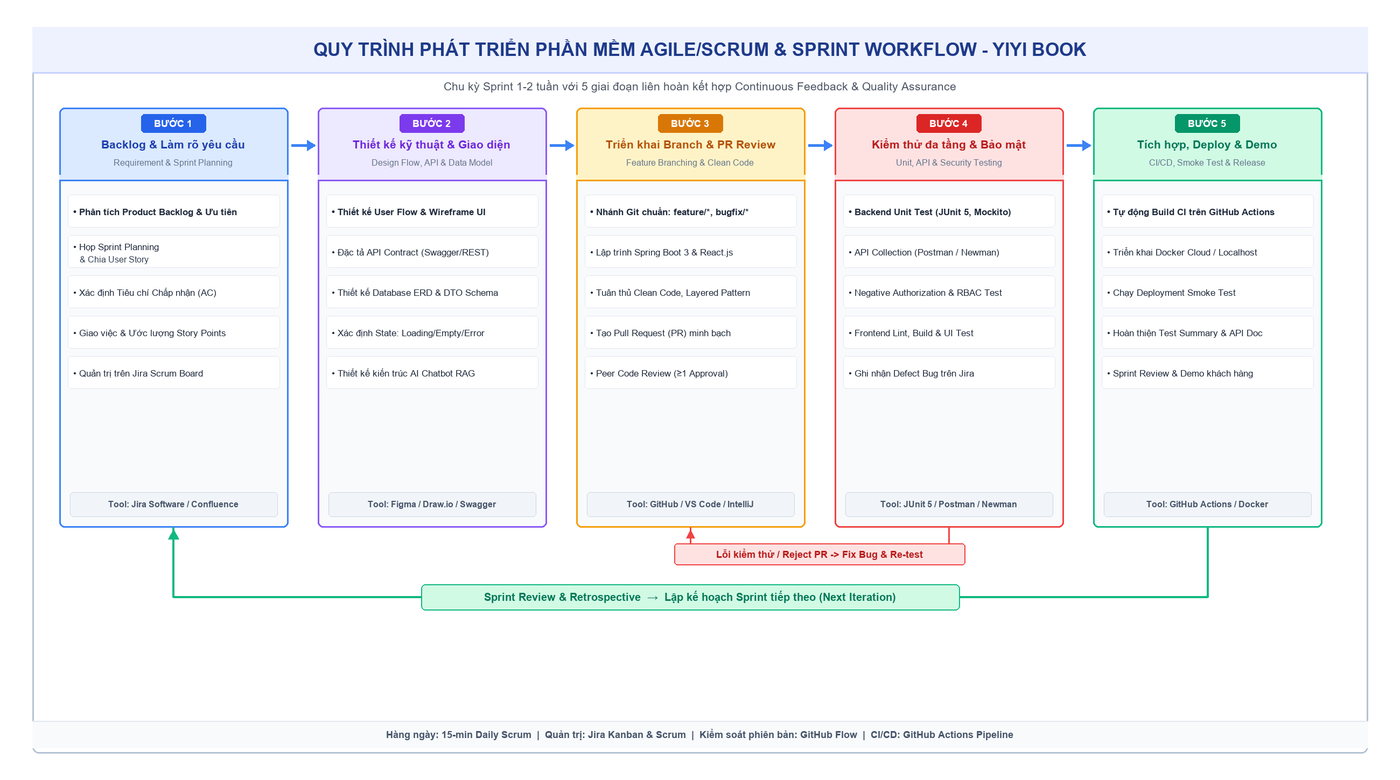 QUY TRÌNH PHÁT TRIỂN PHẦN MỀM AGILE/SCRUM & SPRINT WORKFLOW - YIYI BOOK
Chu kỳ Sprint 1-2 tuần với 5 giai đoạn liên hoàn kết hợp Continuous Feedback & Quality Assurance
BƯỚC 1
Backlog & Làm rõ yêu cầu
Requirement & Sprint Planning
• Phân tích Product Backlog & Ưu tiên
• Họp Sprint Planning
& Chia User Story
• Xác định Tiêu chí Chấp nhận (AC)
• Giao việc & Ước lượng Story Points
• Quản trị trên Jira Scrum Board
Tool: Jira Software / Confluence
BƯỚC 2
Thiết kế kỹ thuật & Giao diện
Design Flow, API & Data Model
• Thiết kế User Flow & Wireframe UI
• Đặc tả API Contract (Swagger/REST)
• Thiết kế Database ERD & DTO Schema
• Xác định State: Loading/Empty/Error
• Thiết kế kiến trúc AI Chatbot RAG
Tool: Figma / Draw.io / Swagger
BƯỚC 3
Triển khai Branch & PR Review
Feature Branching & Clean Code
• Nhánh Git chuẩn: feature/*, bugfix/*
• Lập trình Spring Boot 3 & React.js
• Tuân thủ Clean Code, Layered Pattern
• Tạo Pull Request (PR) minh bạch
• Peer Code Review (≥1 Approval)
Tool: GitHub / VS Code / IntelliJ
BƯỚC 4
Kiểm thử đa tầng & Bảo mật
Unit, API & Security Testing
• Backend Unit Test (JUnit 5, Mockito)
• API Collection (Postman / Newman)
• Negative Authorization & RBAC Test
• Frontend Lint, Build & UI Test
• Ghi nhận Defect Bug trên Jira
Tool: JUnit 5 / Postman / Newman
BƯỚC 5
Tích hợp, Deploy & Demo
CI/CD, Smoke Test & Release
• Tự động Build CI trên GitHub Actions
• Triển khai Docker Cloud / Localhost
• Chạy Deployment Smoke Test
• Hoàn thiện Test Summary & API Doc
• Sprint Review & Demo khách hàng
Tool: GitHub Actions / Docker
Lỗi kiểm thử / Reject PR -> Fix Bug & Re-test
Sprint Review & Retrospective → Lập kế hoạch Sprint tiếp theo (Next Iteration)
Hàng ngày: 15-min Daily Scrum | Quản trị: Jira Kanban & Scrum | Kiểm soát phiên bản: GitHub Flow | CI/CD: GitHub Actions Pipeline